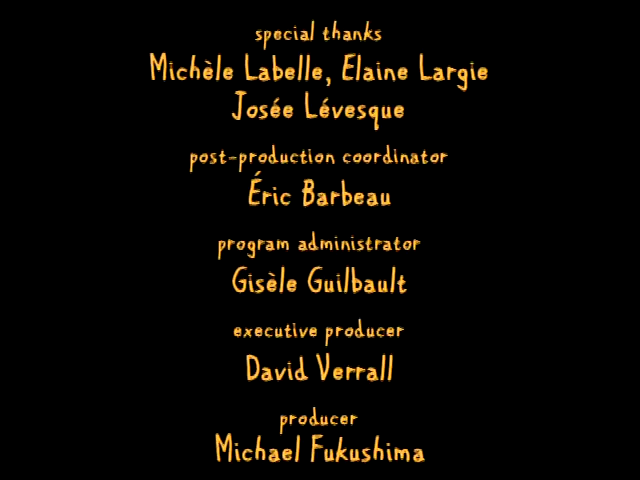 special thanks
Michèle Labelle, Elaine Largie
Josée Lévesque
post-production coordinator
Éric Barbeau
program administrator
Gisèle Guilbault
executive producer
David Verrall
producer
Michael Fukushima